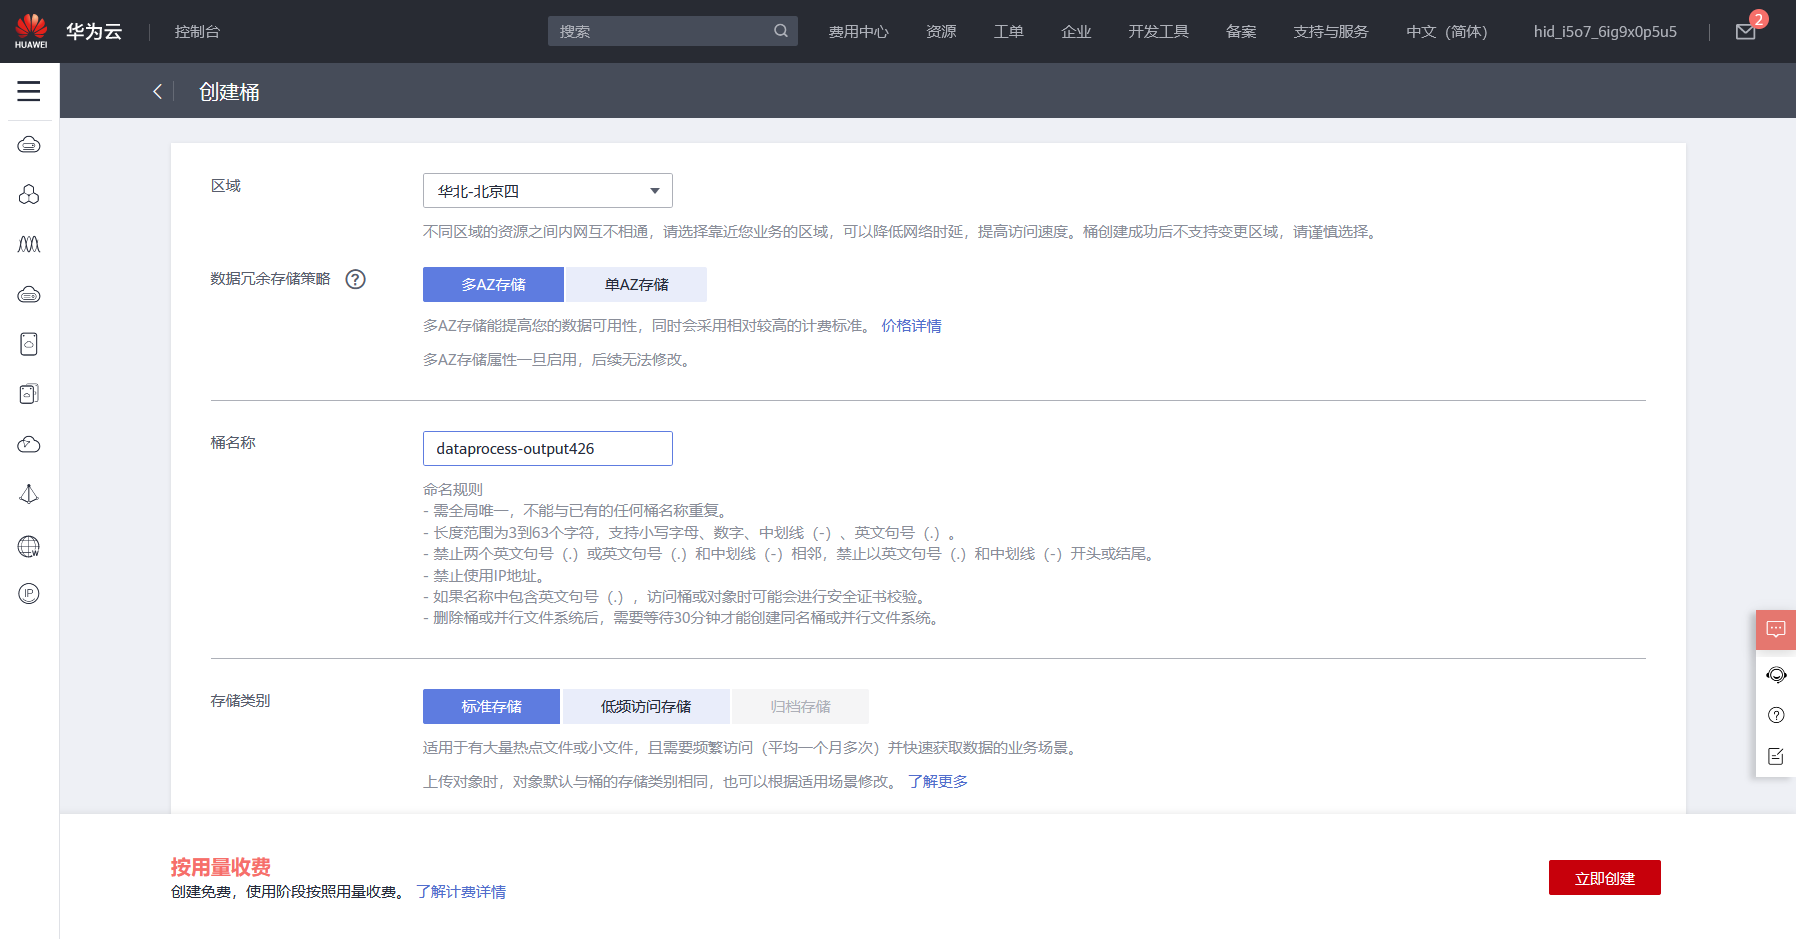 HUAWEI 华为云 控制台 搜索 费用中心 资源 工单 企业 开发工具 备案 支持与服务 中文（简体） hid_i5o7_6ig9x0p5u5 2
创建桶
区域 华北-北京四
不同区域的资源之间内网互不相通，请选择靠近您业务的区域，可以降低网络时延，提高访问速度。桶创建成功后不支持变更区域，请谨慎选择。
数据冗余存储策略 ? 多AZ存储 单AZ存储
多AZ存储能提高您的数据可用性，同时会采用相对较高的计费标准。 价格详情
多AZ存储属性一旦启用，后续无法修改。
桶名称 dataprocess-output426
命名规则
- 需全局唯一，不能与已有的任何桶名称重复。
- 长度范围为3到63个字符，支持小写字母、数字、中划线（-）、英文句号（.）。
- 禁止两个英文句号（.）或英文句号（.）和中划线（-）相邻，禁止以英文句号（.）和中划线（-）开头或结尾。
- 禁止使用IP地址。
- 如果名称中包含英文句号（.），访问桶或对象时可能会进行安全证书校验。
- 删除桶或并行文件系统后，需要等待30分钟才能创建同名桶或并行文件系统。
存储类别 标准存储 低频访问存储 归档存储
适用于有大量热点文件或小文件，且需要频繁访问（平均一个月多次）并快速获取数据的业务场景。
上传对象时，对象默认与桶的存储类别相同，也可以根据适用场景修改。 了解更多
按用量收费
创建免费，使用阶段按照用量收费。 了解计费详情
立即创建
W
IP